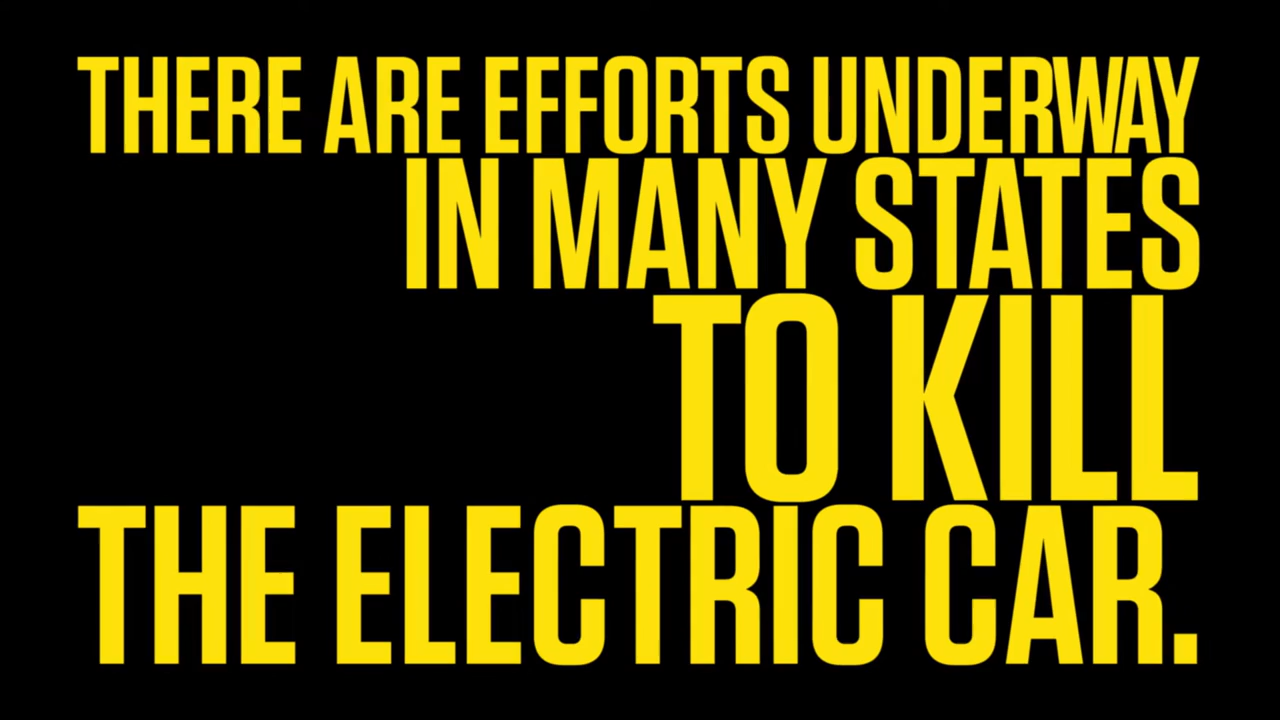 THERE ARE EFFORTS UNDERWAY
IN MANY STATES
TO KILL
THE ELECTRIC CAR.